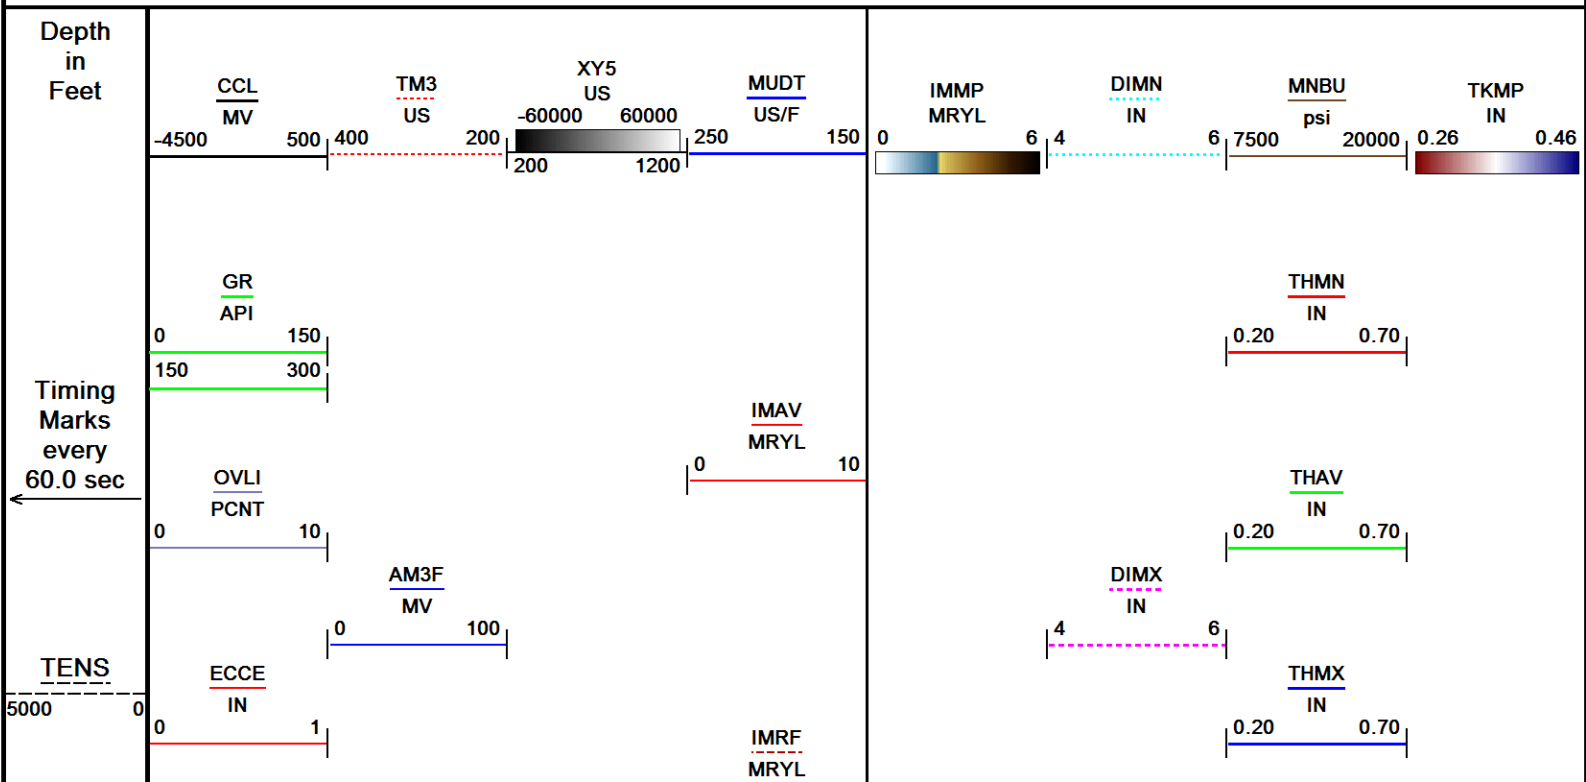 Depth
in
Feet
Timing
Marks
every
60.0 sec
TENS
5000 0
CCL
MV
-4500 500
GR
API
0 150
150 300
OVLI
PCNT
0 10
ECCE
IN
0 1
TM3
US
400 200
AM3F
MV
0 100
XY5
US
-60000 60000
200 1200
MUDT
US/F
250 150
IMAV
MRYL
0 10
IMRF
MRYL
IMMP
MRYL
0 6
DIMN
IN
4 6
DIMX
IN
4 6
MNBU
psi
7500 20000
THMN
IN
0.20 0.70
THAV
IN
0.20 0.70
THMX
IN
0.20 0.70
TKMP
IN
0.26 0.46